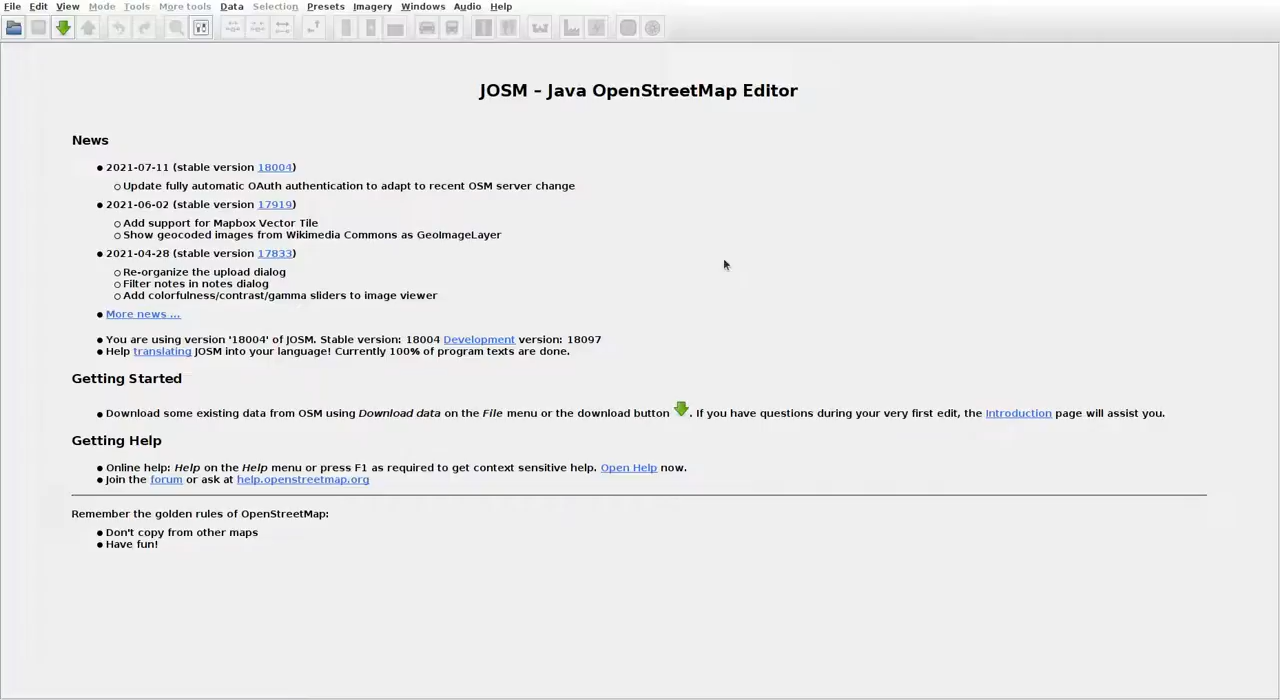 File Edit View Mode Tools More tools Data Selection Presets Imagery Windows Audio Help
JOSM – Java OpenStreetMap Editor
News
2021-07-11 (stable version 18004)
Update fully automatic OAuth authentication to adapt to recent OSM server change
2021-06-02 (stable version 17919)
Add support for Mapbox Vector Tile
Show geocoded images from Wikimedia Commons as GeoImageLayer
2021-04-28 (stable version 17833)
Re-organize the upload dialog
Filter notes in notes dialog
Add colorfulness/contrast/gamma sliders to image viewer
More news ...
You are using version '18004' of JOSM. Stable version: 18004 Development version: 18097
Help translating JOSM into your language! Currently 100% of program texts are done.
Getting Started
Download some existing data from OSM using Download data on the File menu or the download button . If you have questions during your very first edit, the Introduction page will assist you.
Getting Help
Online help: Help on the Help menu or press F1 as required to get context sensitive help. Open Help now.
Join the forum or ask at help.openstreetmap.org
Remember the golden rules of OpenStreetMap:
Don't copy from other maps
Have fun!